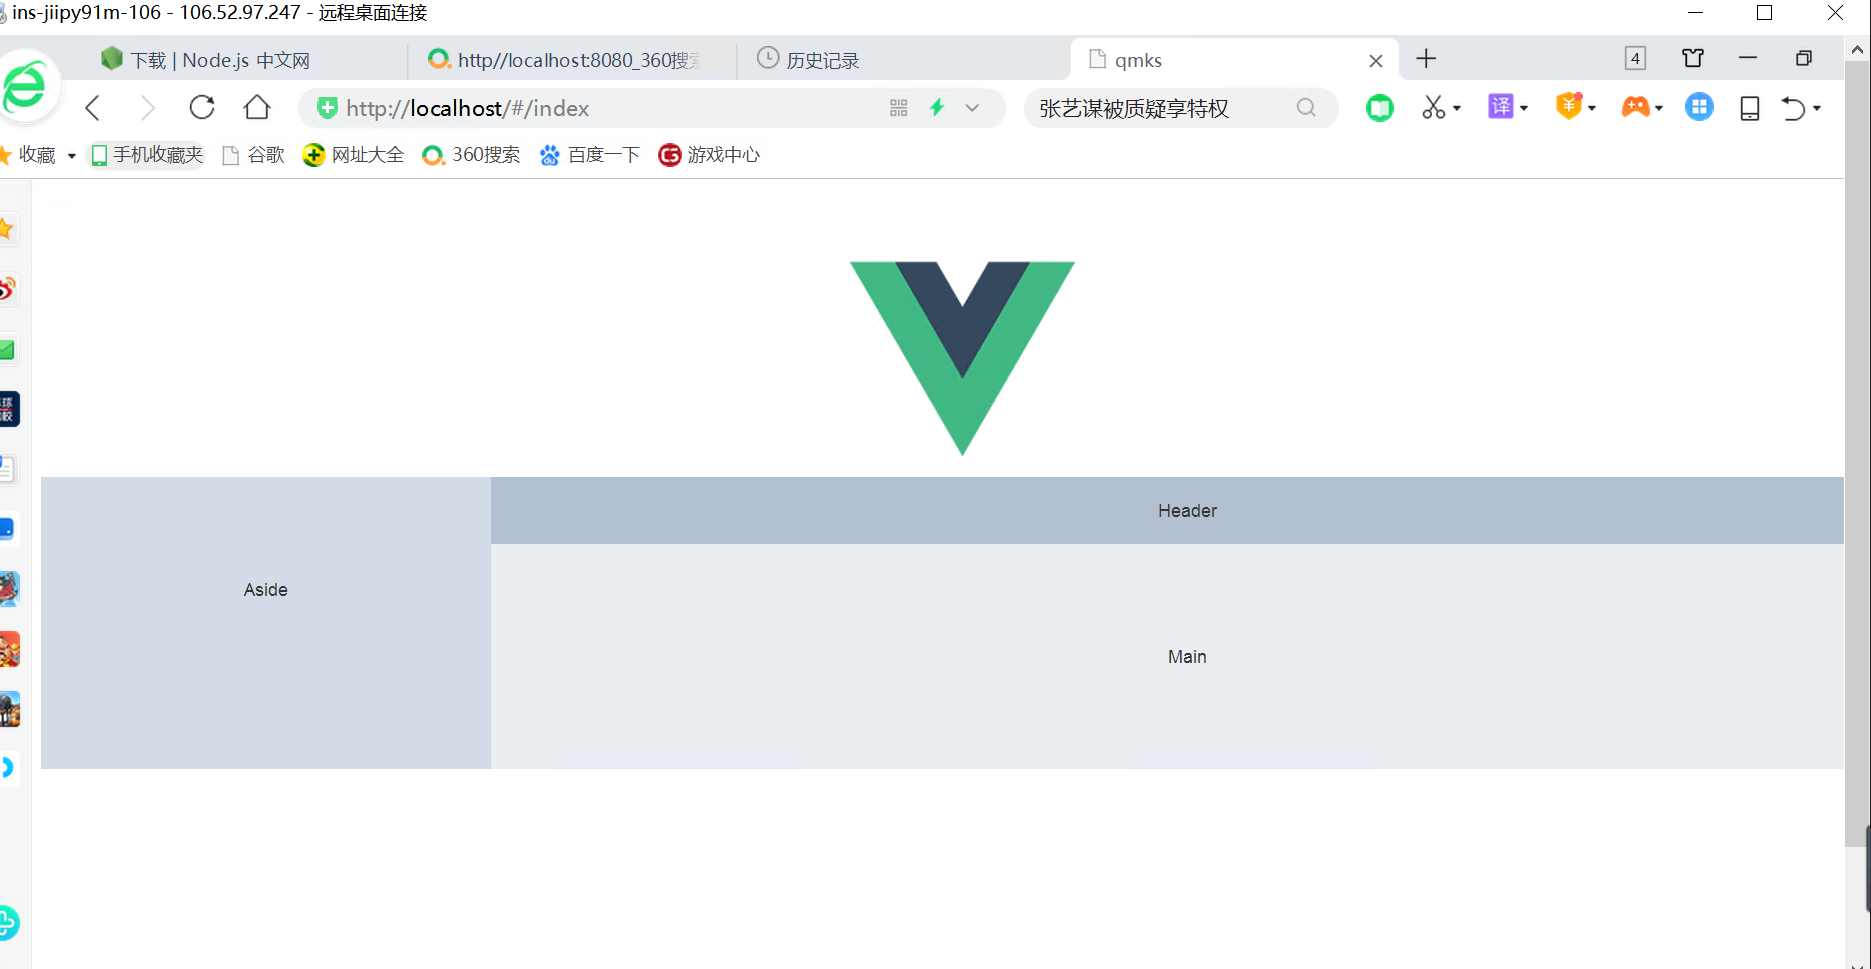 ins-jiipy91m-106 - 106.52.97.247 - 远程桌面连接
下载 | Node.js 中文网
http//localhost:8080_360搜
历史记录
qmks
4
http://localhost/#/index
张艺谋被质疑享特权
译
收藏
手机收藏夹
谷歌
网址大全
360搜索
百度一下
游戏中心
Header
Aside
Main